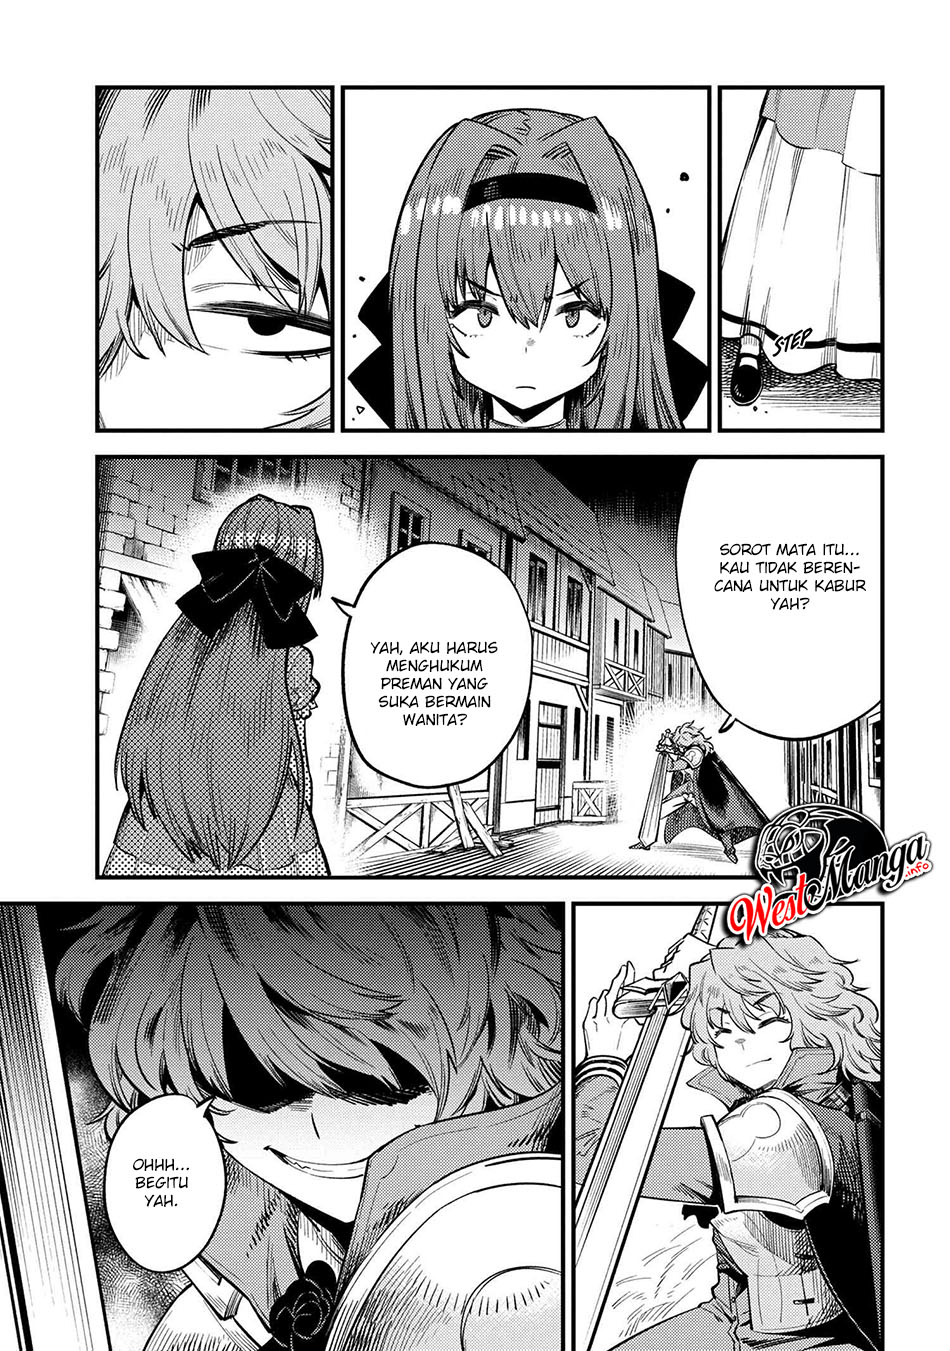 STEP
SOROT MATA ITU...
KAU TIDAK BEREN-
CANA UNTUK KABUR
YAH?
YAH, AKU HARUS
MENGHUKUM
PREMAN YANG
SUKA BERMAIN
WANITA?
WestManga
.info
OHHH...
BEGITU
YAH.